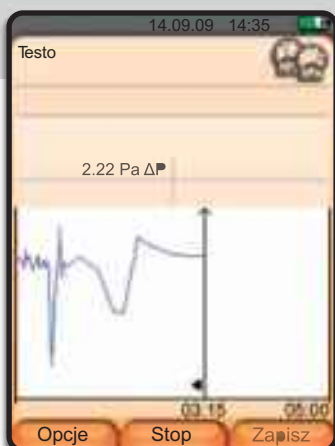 14.09.09 14:35
Testo
2.22 Pa ΔP
03.15 05:00
Opcje Stop Zapisz